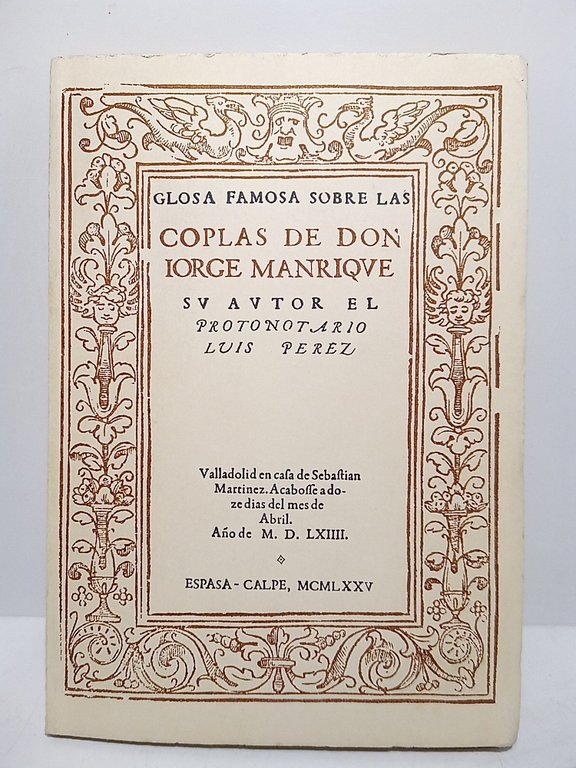 GLOSA FAMOSA SOBRE LAS
COPLAS DE DON
IORGE MANRIQVE
SV AVTOR EL
PROTONOTARIO
LVIS PEREZ
Valladolid en caſa de Sebaſtian
Martinez. Acaboſſe a do-
ze dias del mes de
Abril.
Año de M. D. LXIIII.
ESPASA - CALPE, MCMLXXV